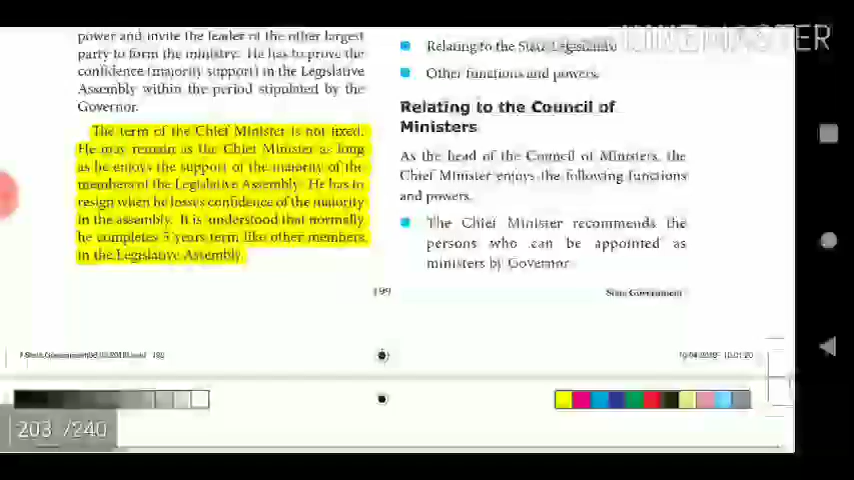 power and invite the leader of the other largest
party to form the ministry. He has to prove the
confidence (majority support) in the Legislative
Assembly within the period stipulated by the
Governor.
The term of the Chief Minister is not fixed.
He may remain as the Chief Minister as long
as he enjoys the support of the majority of the
members of the Legislative Assembly. He has to
resign when he losses confidence of the majority
in the assembly. It is understood that normally
he completes 5 years term like other members
in the Legislative Assembly.
199
Relating to the State Legislature
Other functions and powers.
Relating to the Council of
Ministers
As the head of the Council of Ministers, the
Chief Minister enjoys the following functions
and powers.
The Chief Minister recommends the
persons who can be appointed as
ministers by Governor.
State Government
10:01:20
203 /240
KINEMASTER